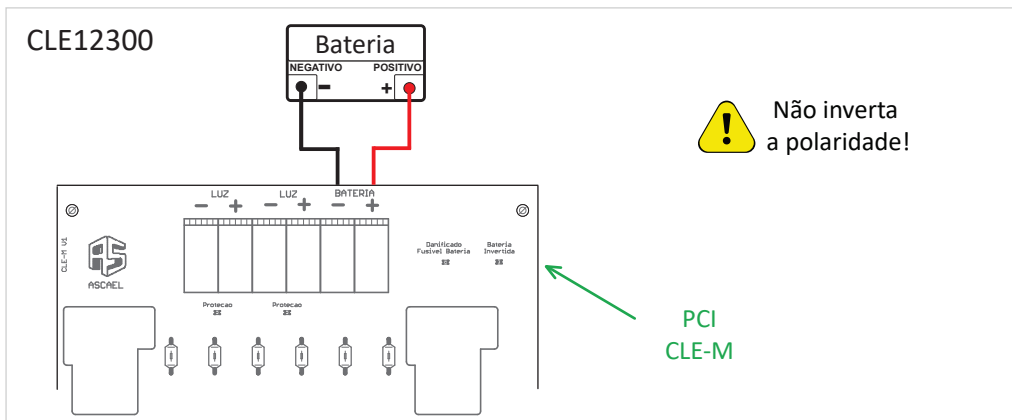 CLE12300
Bateria
NEGATIVO POSITIVO
- +
Não inverta
a polaridade!
LUZ LUZ BATERIA
- + - + - +
CLE-M V1
ASCAEL
Danificado
Fusivel Bateria
Bateria
Invertida
Protecao Protecao
PCI
CLE-M